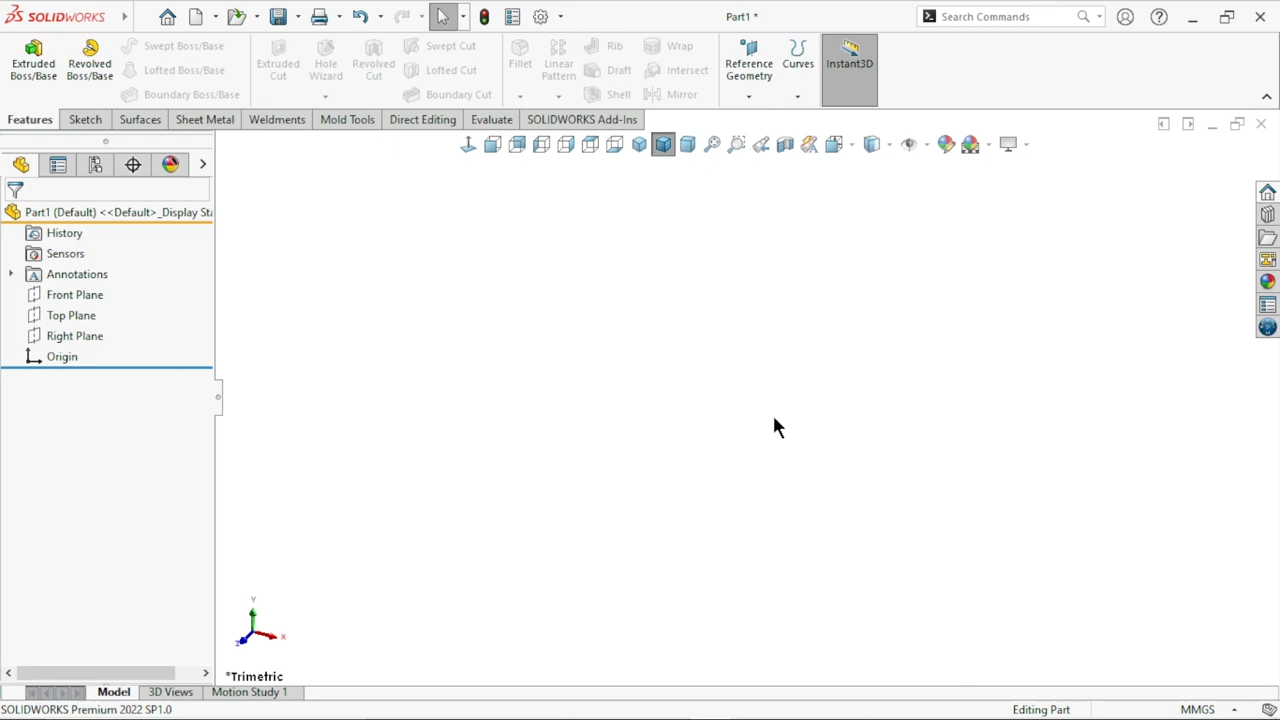 SOLIDWORKS
Part1 *
Search Commands
Extruded Boss/Base
Revolved Boss/Base
Swept Boss/Base
Lofted Boss/Base
Boundary Boss/Base
Extruded Cut
Hole Wizard
Revolved Cut
Swept Cut
Lofted Cut
Boundary Cut
Fillet
Linear Pattern
Rib
Draft
Shell
Wrap
Intersect
Mirror
Reference Geometry
Curves
Instant3D
Features
Sketch
Surfaces
Sheet Metal
Weldments
Mold Tools
Direct Editing
Evaluate
SOLIDWORKS Add-Ins
Part1 (Default) <<Default>_Display Sta
History
Sensors
Annotations
Front Plane
Top Plane
Right Plane
Origin
Y
X
Z
*Trimetric
Model
3D Views
Motion Study 1
SOLIDWORKS Premium 2022 SP1.0
Editing Part
MMGS